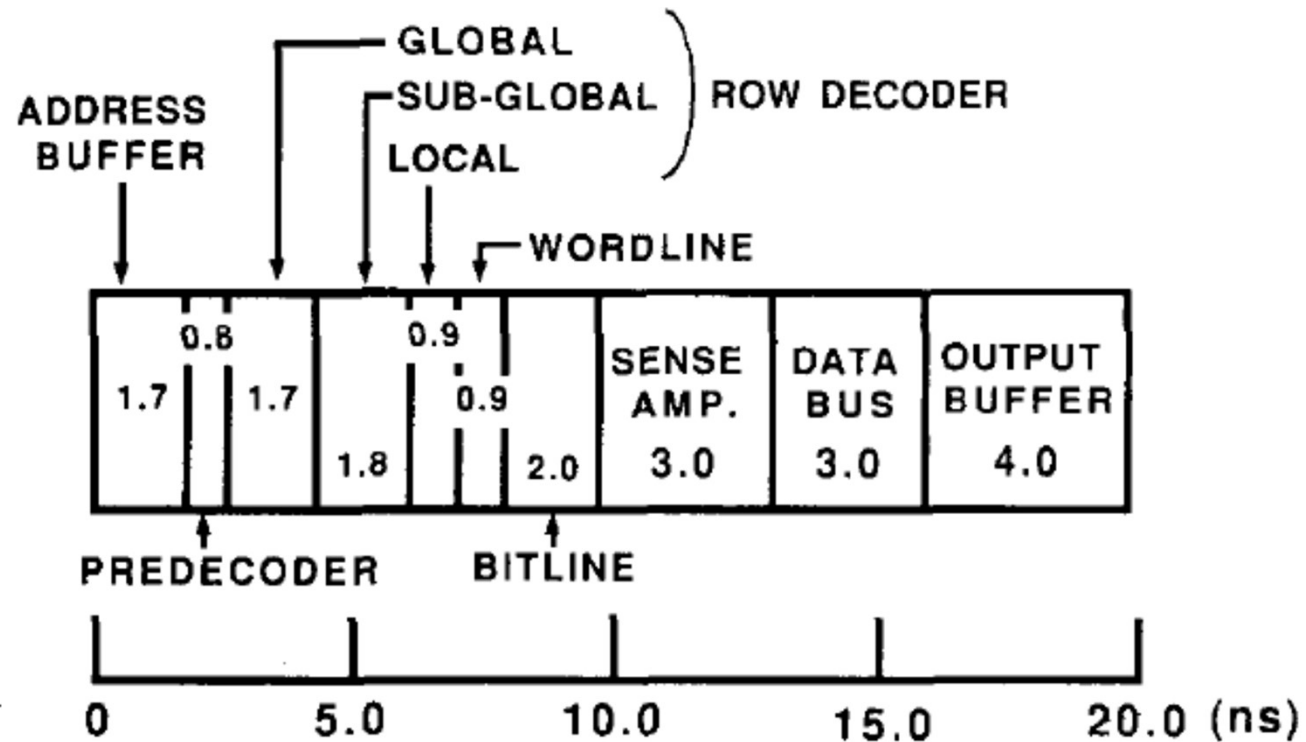 GLOBAL
SUB-GLOBAL
ROW DECODER
ADDRESS
BUFFER
LOCAL
WORDLINE
0.8
0.9
1.7
1.7
0.9
1.8
2.0
SENSE
AMP.
3.0
DATA
BUS
3.0
OUTPUT
BUFFER
4.0
PREDECODER
BITLINE
0
5.0
10.0
15.0
20.0 (ns)